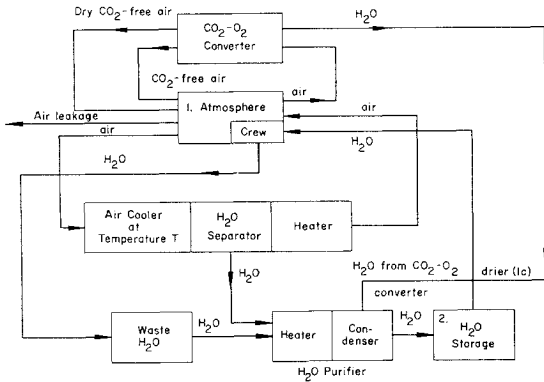 Dry CO₂-free air
CO₂-O₂
Converter
H₂O
CO₂-free air
air
1. Atmosphere
Crew
Air leakage
air
air
H₂O
H₂O
Air Cooler
at
Temperature T
H₂O
Separator
Heater
H₂O
H₂O from CO₂-O₂ drier (1c)
converter
Waste
H₂O
H₂O
Heater
Con-
denser
H₂O
2. H₂O
Storage
H₂O Purifier